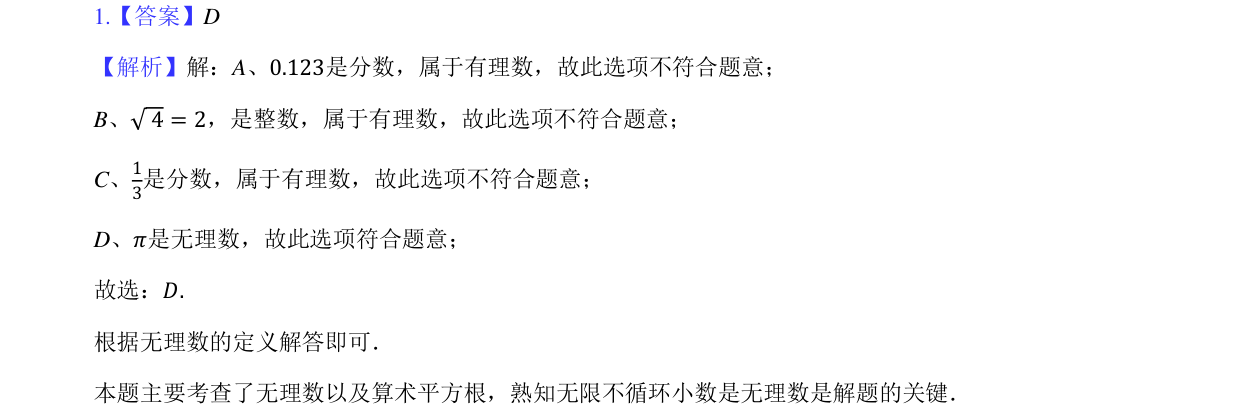 1.【答案】D
【解析】解：A、0.123是分数，属于有理数，故此选项不符合题意；
B、√4 = 2，是整数，属于有理数，故此选项不符合题意；
C、1/3是分数，属于有理数，故此选项不符合题意；
D、π是无理数，故此选项符合题意；
故选：D.
根据无理数的定义解答即可．
本题主要考查了无理数以及算术平方根，熟知无限不循环小数是无理数是解题的关键．